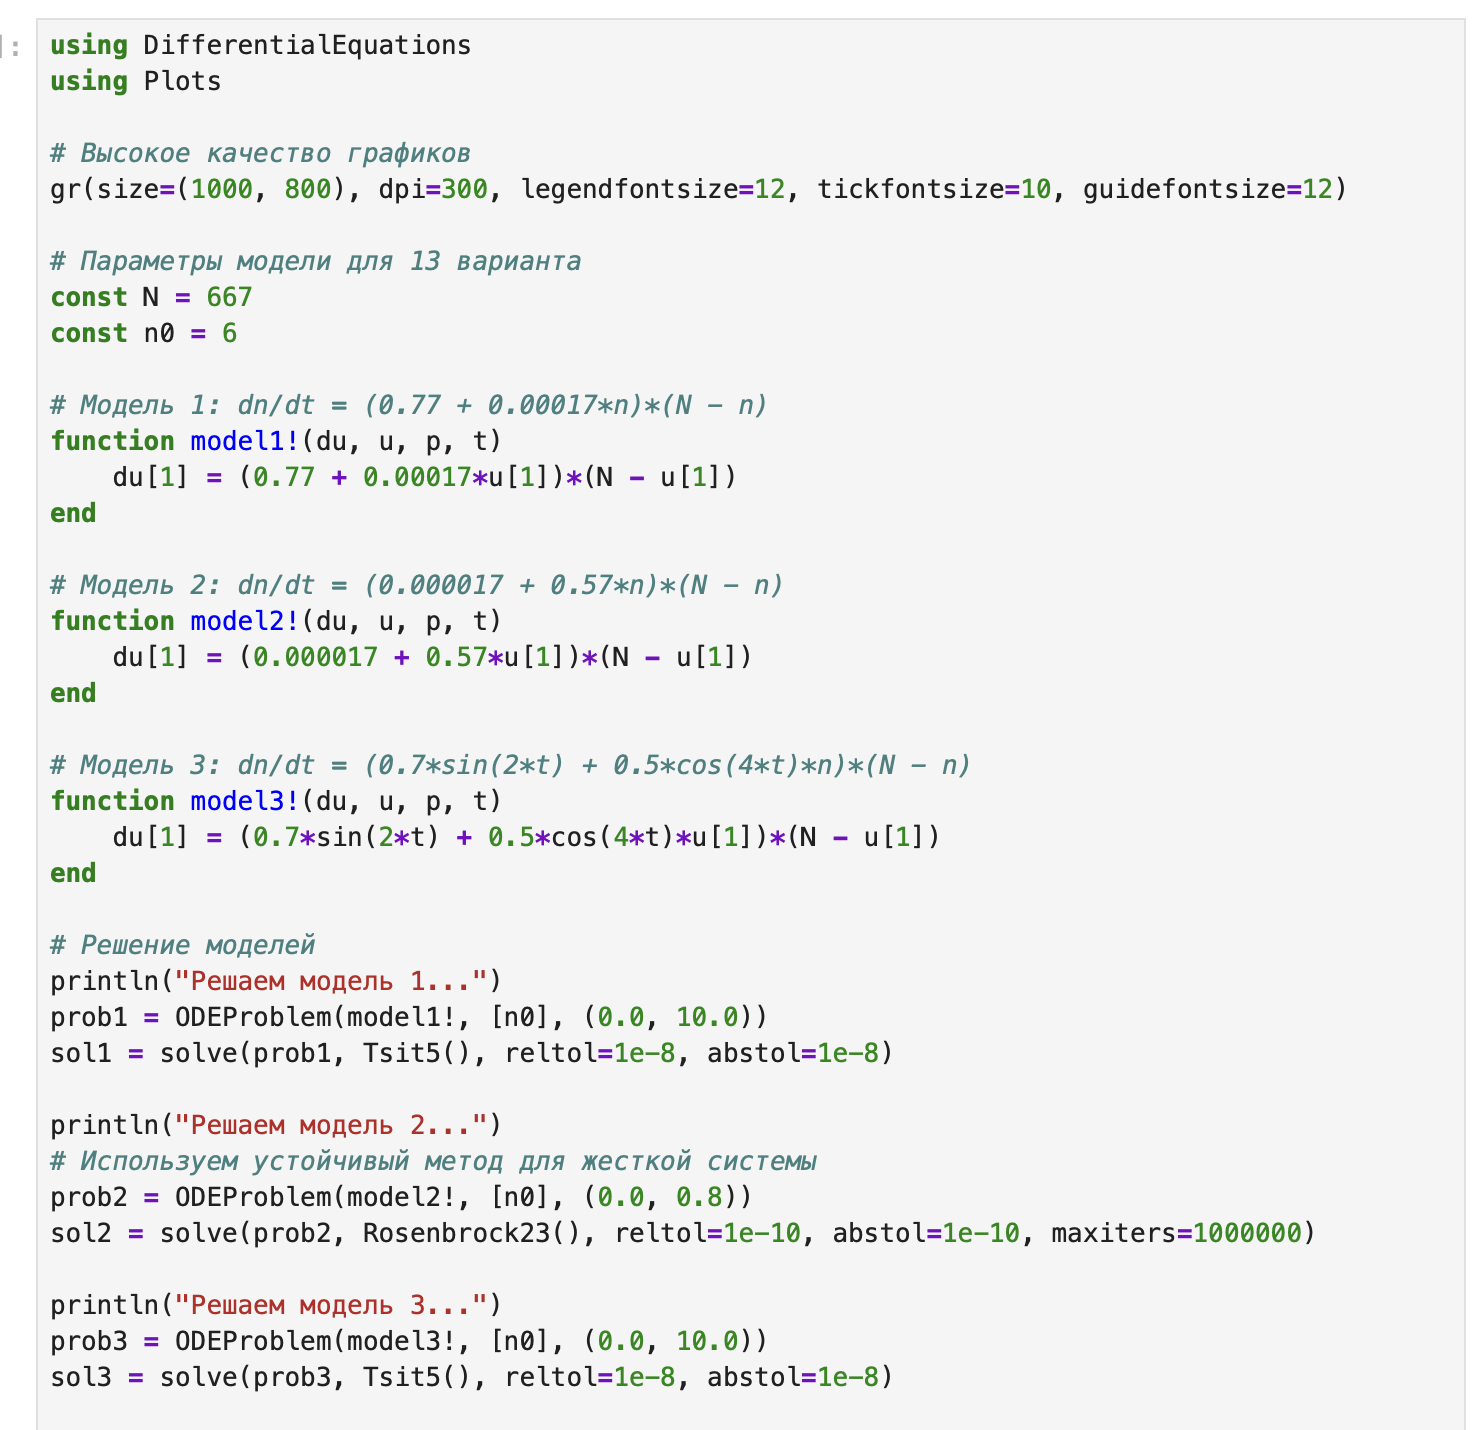 ]:
using DifferentialEquations
using Plots
# Высокое качество графиков
gr(size=(1000, 800), dpi=300, legendfontsize=12, tickfontsize=10, guidefontsize=12)
# Параметры модели для 13 варианта
const N = 667
const n0 = 6
# Модель 1: dn/dt = (0.77 + 0.00017*n)*(N - n)
function model1!(du, u, p, t)
    du[1] = (0.77 + 0.00017*u[1])*(N - u[1])
end
# Модель 2: dn/dt = (0.000017 + 0.57*n)*(N - n)
function model2!(du, u, p, t)
    du[1] = (0.000017 + 0.57*u[1])*(N - u[1])
end
# Модель 3: dn/dt = (0.7*sin(2*t) + 0.5*cos(4*t)*n)*(N - n)
function model3!(du, u, p, t)
    du[1] = (0.7*sin(2*t) + 0.5*cos(4*t)*u[1])*(N - u[1])
end
# Решение моделей
println("Решаем модель 1...")
prob1 = ODEProblem(model1!, [n0], (0.0, 10.0))
sol1 = solve(prob1, Tsit5(), reltol=1e-8, abstol=1e-8)
println("Решаем модель 2...")
# Используем устойчивый метод для жесткой системы
prob2 = ODEProblem(model2!, [n0], (0.0, 0.8))
sol2 = solve(prob2, Rosenbrock23(), reltol=1e-10, abstol=1e-10, maxiters=1000000)
println("Решаем модель 3...")
prob3 = ODEProblem(model3!, [n0], (0.0, 10.0))
sol3 = solve(prob3, Tsit5(), reltol=1e-8, abstol=1e-8)